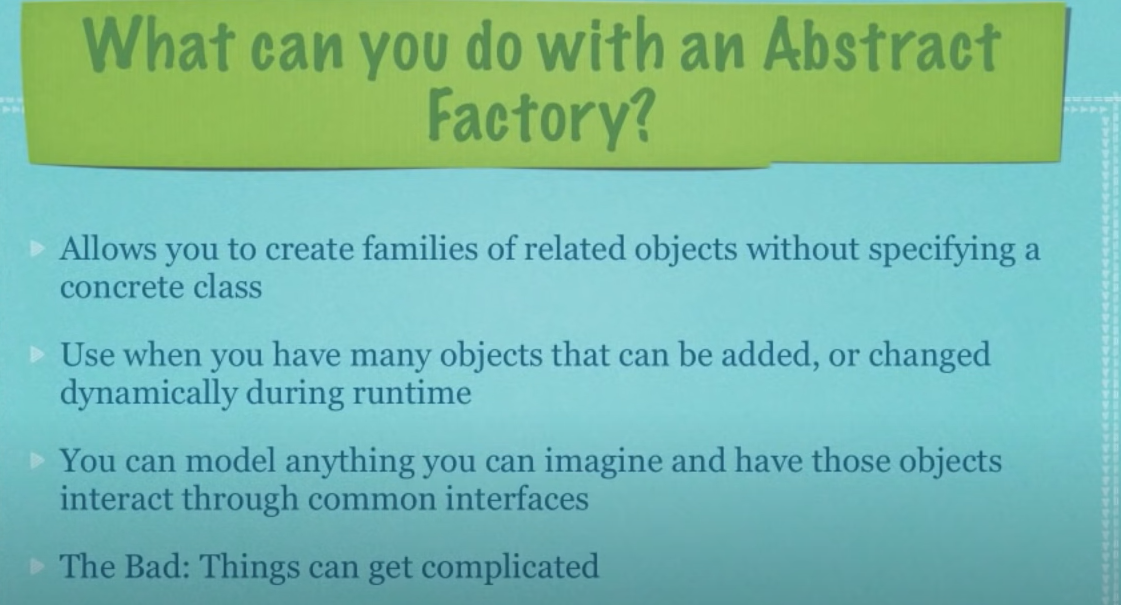 What can you do with an Abstract
Factory?
Allows you to create families of related objects without specifying a
concrete class
Use when you have many objects that can be added, or changed
dynamically during runtime
You can model anything you can imagine and have those objects
interact through common interfaces
The Bad: Things can get complicated